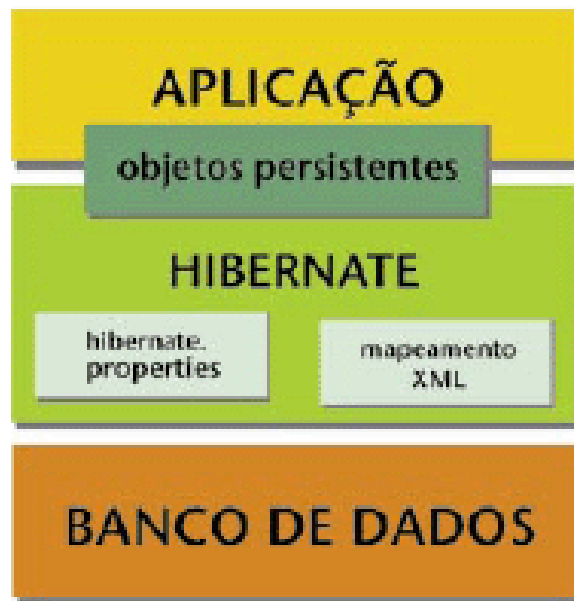 APLICAÇÃO
objetos persistentes
HIBERNATE
hibernate.
properties
mapeamento
XML
BANCO DE DADOS